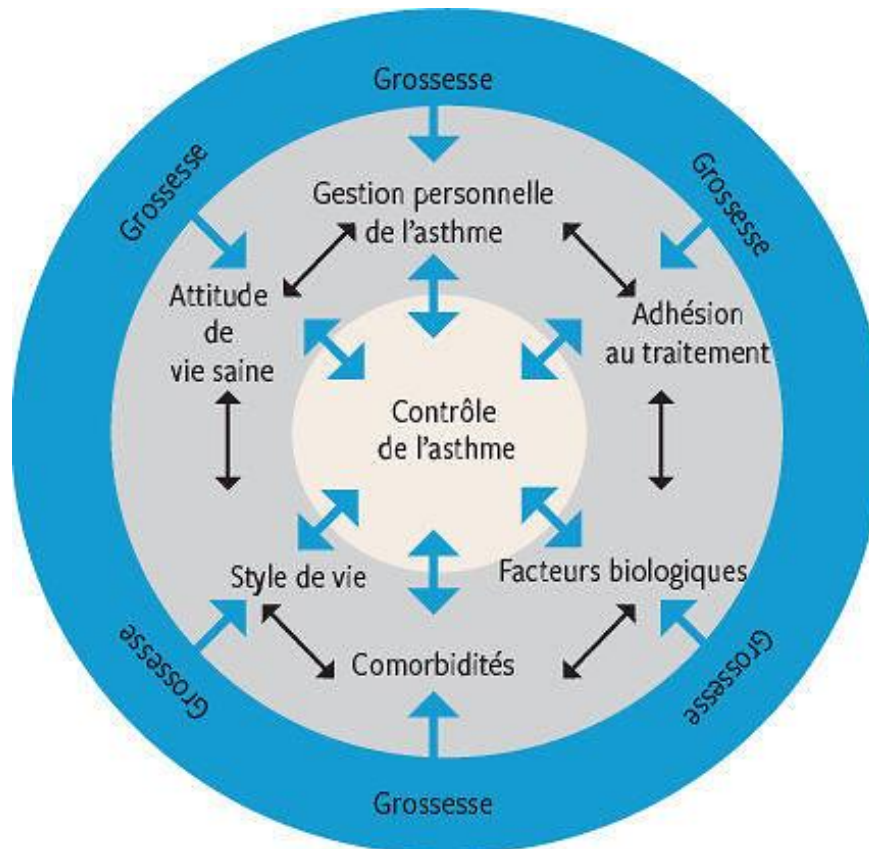 Grossesse
Grossesse
Grossesse
Gestion personnelle
de l'asthme
Attitude
de
vie saine
Adhésion
au traitement
Contrôle
de l'asthme
Style de vie
Facteurs biologiques
Comorbidités
Grossesse
Grossesse
Grossesse